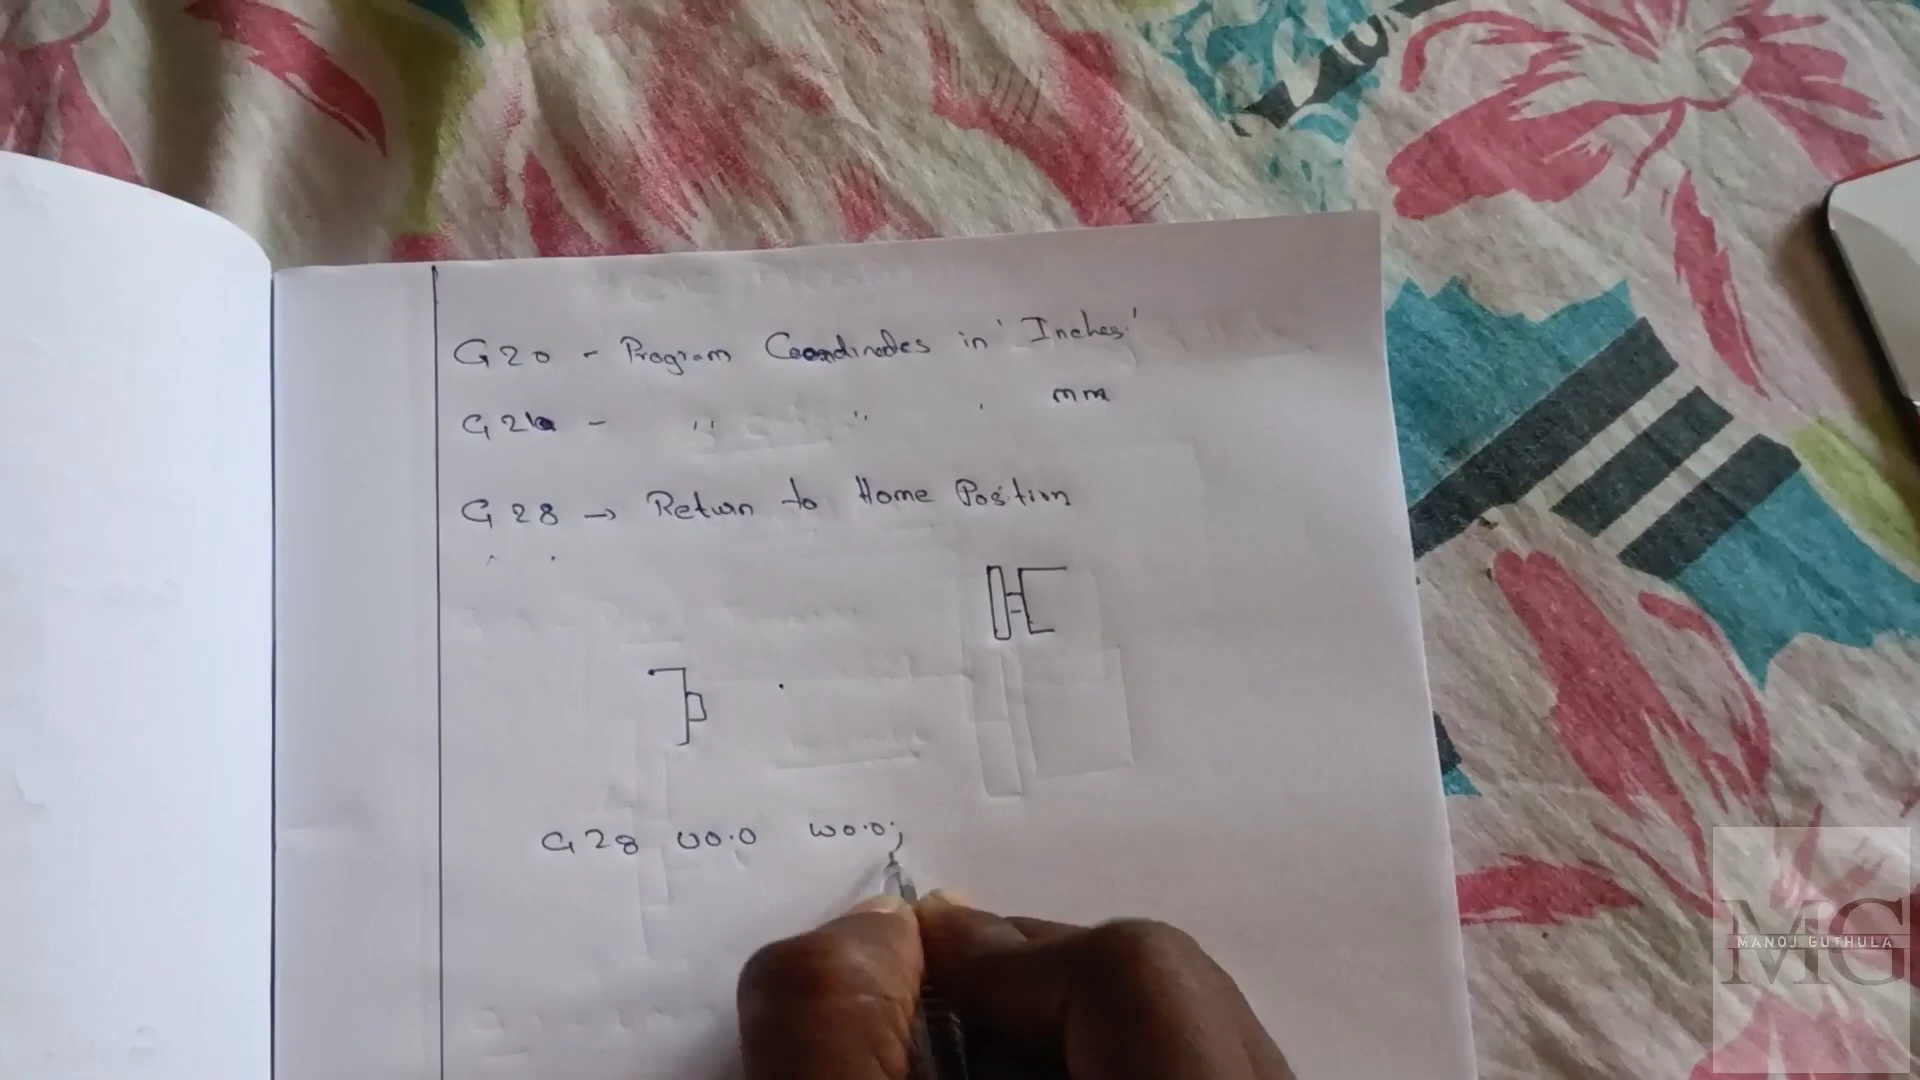 G20 - Program Coordinates in 'Inches'
G21 - " " ' mm
G28 → Return to Home Position
G28 U0.0 W0.0;
MG
MANOJ GUTHULA